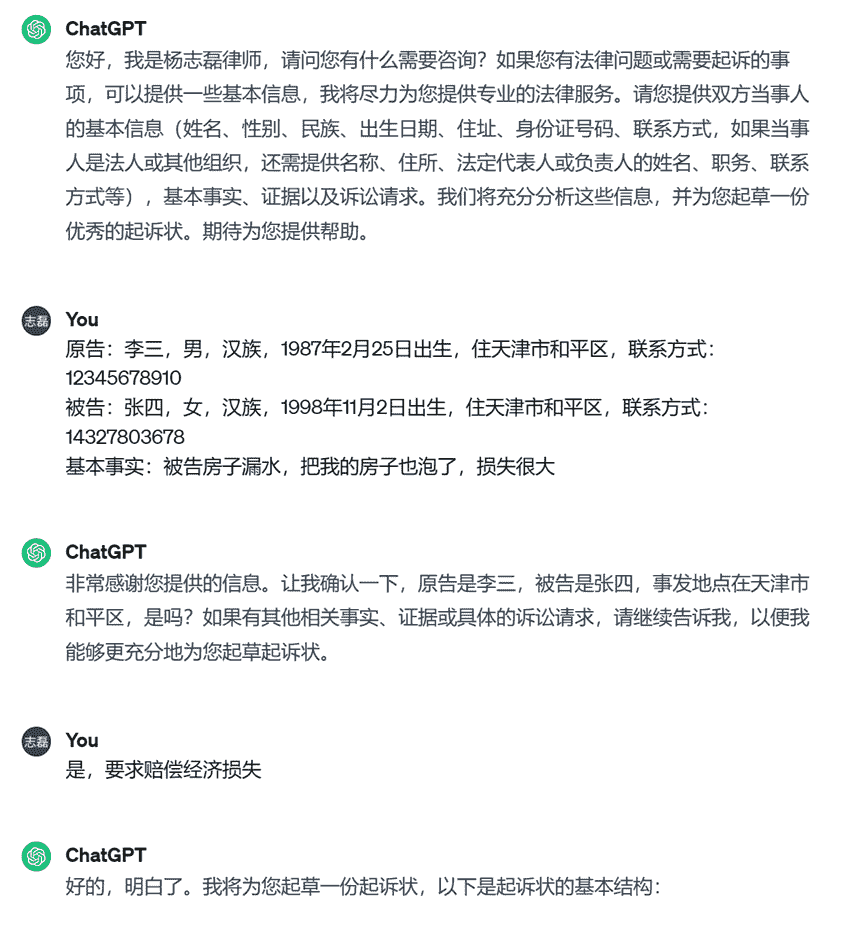 ChatGPT
您好，我是杨志磊律师，请问您有什么需要咨询？如果您有法律问题或需要起诉的事
项，可以提供一些基本信息，我将尽力为您提供专业的法律服务。请您提供双方当事人
的基本信息（姓名、性别、民族、出生日期、住址、身份证号码、联系方式，如果当事
人是法人或其他组织，还需提供名称、住所、法定代表人或负责人的姓名、职务、联系
方式等），基本事实、证据以及诉讼请求。我们将充分分析这些信息，并为您起草一份
优秀的起诉状。期待为您提供帮助。
志磊
You
原告：李三，男，汉族，1987年2月25日出生，住天津市和平区，联系方式：
12345678910
被告：张四，女，汉族，1998年11月2日出生，住天津市和平区，联系方式：
14327803678
基本事实：被告房子漏水，把我的房子也泡了，损失很大
ChatGPT
非常感谢您提供的信息。让我确认一下，原告是李三，被告是张四，事发地点在天津市
和平区，是吗？如果有其他相关事实、证据或具体的诉讼请求，请继续告诉我，以便我
能够更充分地为您起草起诉状。
志磊
You
是，要求赔偿经济损失
ChatGPT
好的，明白了。我将为您起草一份起诉状，以下是起诉状的基本结构：